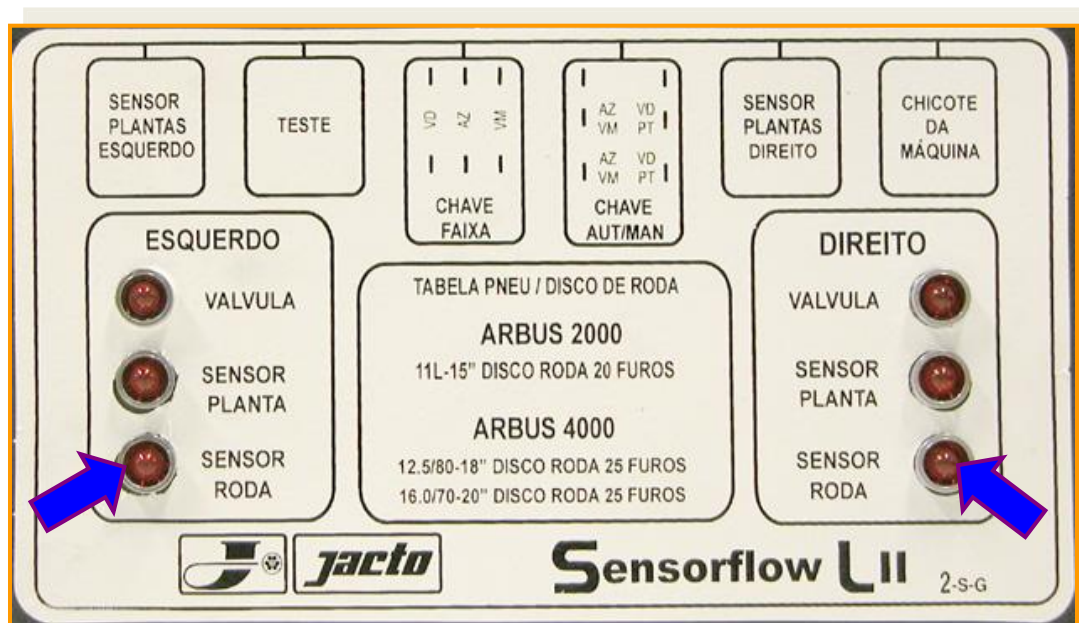 SENSOR
PLANTAS
ESQUERDO
TESTE
VD AZ VM
CHAVE
FAIXA
AZ VD
VM PT
AZ VD
VM PT
CHAVE
AUT/MAN
SENSOR
PLANTAS
DIREITO
CHICOTE
DA
MÁQUINA
ESQUERDO
VALVULA
SENSOR
PLANTA
SENSOR
RODA
TABELA PNEU / DISCO DE RODA
ARBUS 2000
11L-15" DISCO RODA 20 FUROS
ARBUS 4000
12.5/80-18" DISCO RODA 25 FUROS
16.0/70-20" DISCO RODA 25 FUROS
DIREITO
VALVULA
SENSOR
PLANTA
SENSOR
RODA
J Jacto
Sensorflow L II 2-S-G